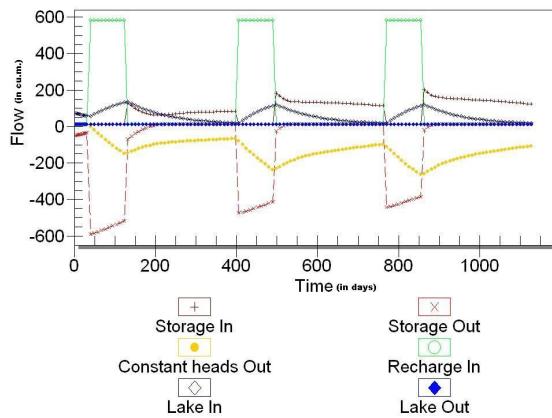 600
400
200
0
-200
-400
-600
Flow (in cu.m.)
0 200 400 600 800 1000
Time (in days)
Storage In
Storage Out
Constant heads Out
Recharge In
Lake In
Lake Out